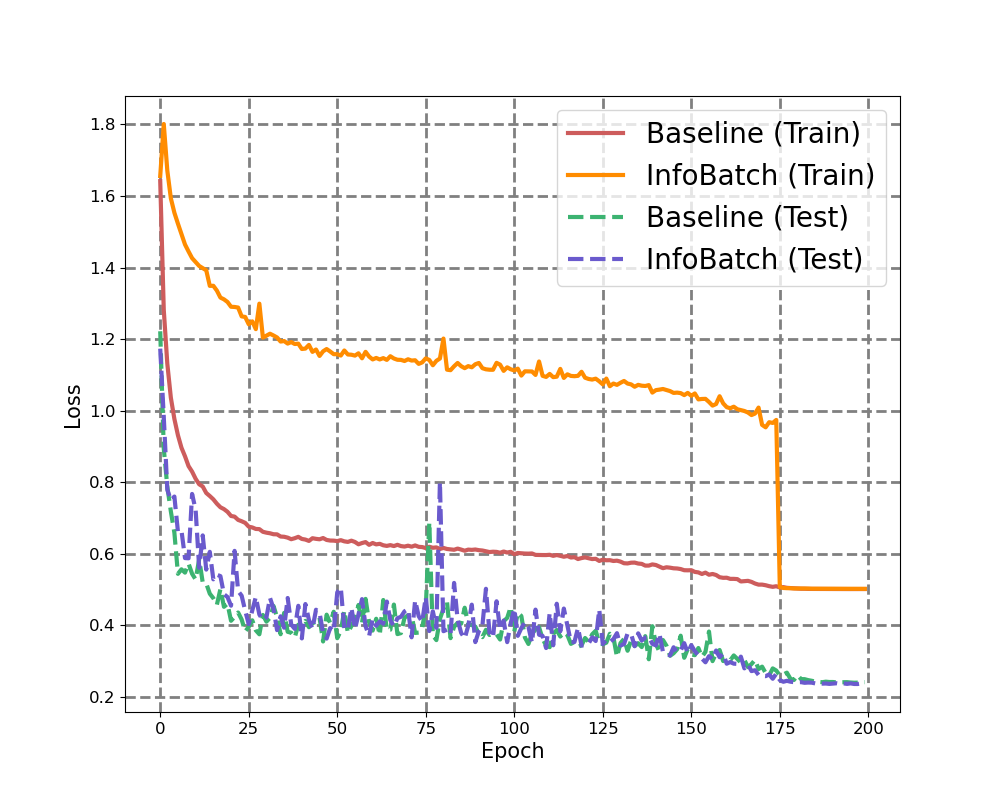 1.8
1.6
1.4
1.2
1.0
0.8
0.6
0.4
0.2
Loss
Baseline (Train)
InfoBatch (Train)
Baseline (Test)
InfoBatch (Test)
0 25 50 75 100 125 150 175 200
Epoch